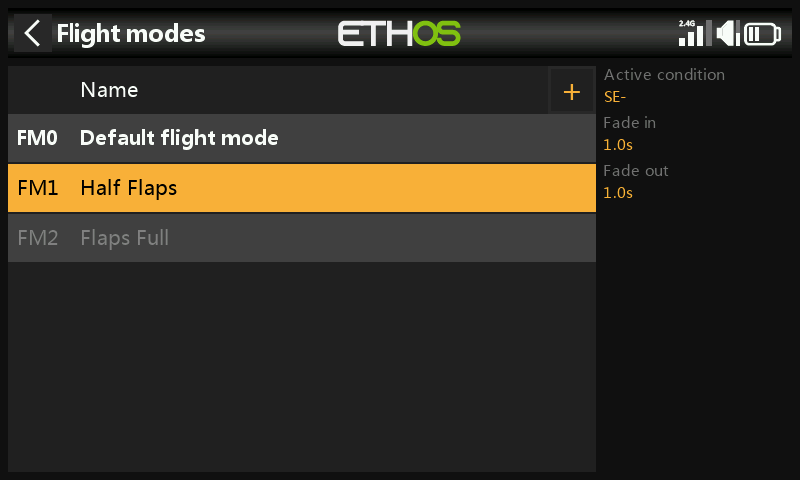 Flight modes
ETHOS
2.4G
Name
+
Active condition
SE-
FM0 Default flight mode
Fade in
1.0s
FM1 Half Flaps
Fade out
1.0s
FM2 Flaps Full